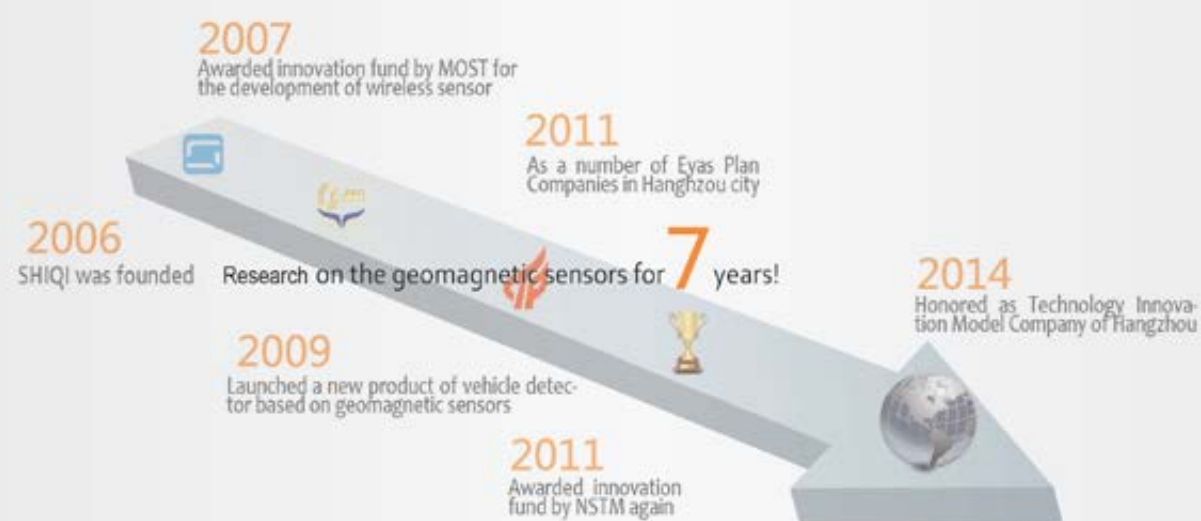 2007
Awarded innovation fund by MOST for
the development of wireless sensor
2011
As a number of Eyas Plan
Companies in Hanghzou city
2006
SHIQI was founded
Research on the geomagnetic sensors for 7 years!
2014
Honored as Technology Innova-
tion Model Company of Hangzhou
2009
Launched a new product of vehicle detec-
tor based on geomagnetic sensors
2011
Awarded innovation
fund by NSTM again